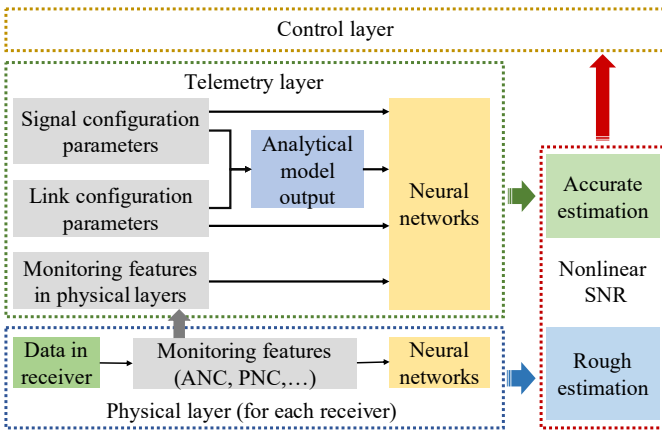 Control layer
Telemetry layer
Signal configuration
parameters
Analytical
model
output
Link configuration
parameters
Monitoring features
in physical layers
Neural
networks
Accurate
estimation
Nonlinear
SNR
Rough
estimation
Data in
receiver
Monitoring features
(ANC, PNC,...)
Neural
networks
Physical layer (for each receiver)